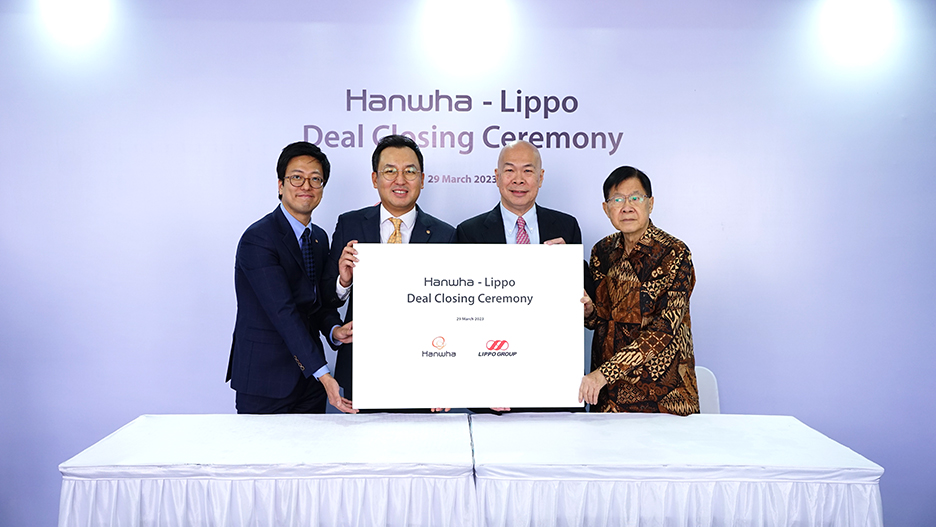 Hanwha - Lippo
Deal Closing Ceremony
29 March 2023
Hanwha - Lippo
Deal Closing Ceremony
29 March 2023
Hanwha
LIPPO GROUP